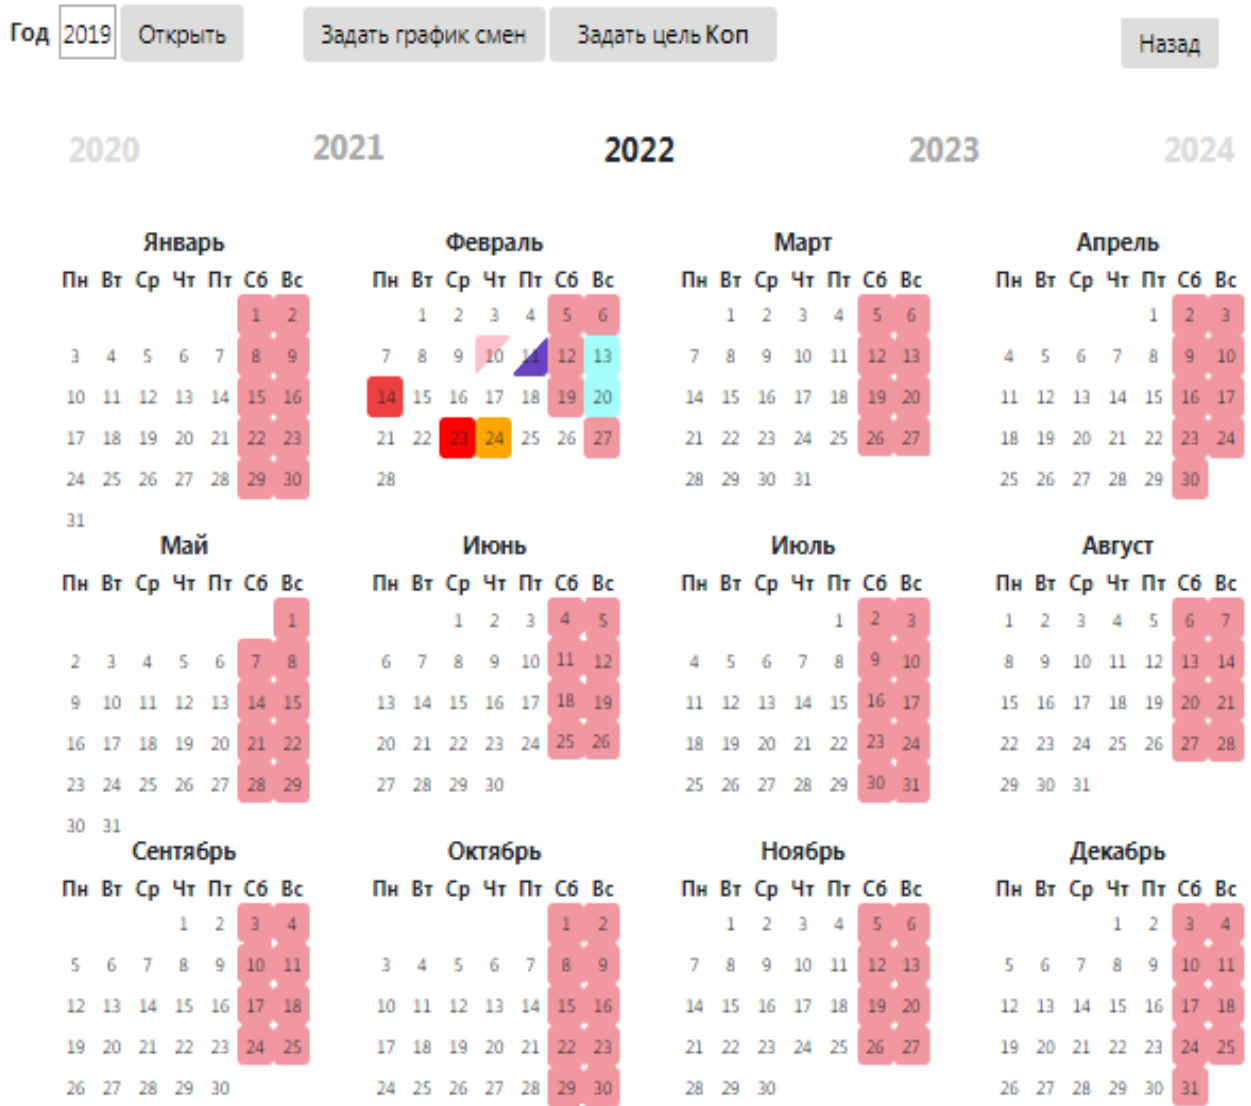 Год 2019 Открыть Задать график смен Задать цель Коп Назад
2020 2021 2022 2023 2024
Январь Февраль Март Апрель
Пн Вт Ср Чт Пт Сб Вс Пн Вт Ср Чт Пт Сб Вс Пн Вт Ср Чт Пт Сб Вс Пн Вт Ср Чт Пт Сб Вс
1 2 1 2 3 4 5 6 1 2 3 4 5 6 1 2 3
3 4 5 6 7 8 9 7 8 9 10 11 12 13 7 8 9 10 11 12 13 4 5 6 7 8 9 10
10 11 12 13 14 15 16 14 15 16 17 18 19 20 14 15 16 17 18 19 20 11 12 13 14 15 16 17
17 18 19 20 21 22 23 21 22 23 24 25 26 27 21 22 23 24 25 26 27 18 19 20 21 22 23 24
24 25 26 27 28 29 30 28 28 29 30 31 25 26 27 28 29 30
31
Май Июнь Июль Август
Пн Вт Ср Чт Пт Сб Вс Пн Вт Ср Чт Пт Сб Вс Пн Вт Ср Чт Пт Сб Вс Пн Вт Ср Чт Пт Сб Вс
1 1 2 3 4 5 1 2 3 1 2 3 4 5 6 7
2 3 4 5 6 7 8 6 7 8 9 10 11 12 4 5 6 7 8 9 10 8 9 10 11 12 13 14
9 10 11 12 13 14 15 13 14 15 16 17 18 19 11 12 13 14 15 16 17 15 16 17 18 19 20 21
16 17 18 19 20 21 22 20 21 22 23 24 25 26 18 19 20 21 22 23 24 22 23 24 25 26 27 28
23 24 25 26 27 28 29 27 28 29 30 25 26 27 28 29 30 31 29 30 31
30 31
Сентябрь Октябрь Ноябрь Декабрь
Пн Вт Ср Чт Пт Сб Вс Пн Вт Ср Чт Пт Сб Вс Пн Вт Ср Чт Пт Сб Вс Пн Вт Ср Чт Пт Сб Вс
1 2 3 4 1 2 1 2 3 4 5 6 1 2 3 4
5 6 7 8 9 10 11 3 4 5 6 7 8 9 7 8 9 10 11 12 13 5 6 7 8 9 10 11
12 13 14 15 16 17 18 10 11 12 13 14 15 16 14 15 16 17 18 19 20 12 13 14 15 16 17 18
19 20 21 22 23 24 25 17 18 19 20 21 22 23 21 22 23 24 25 26 27 19 20 21 22 23 24 25
26 27 28 29 30 24 25 26 27 28 29 30 28 29 30 26 27 28 29 30 31